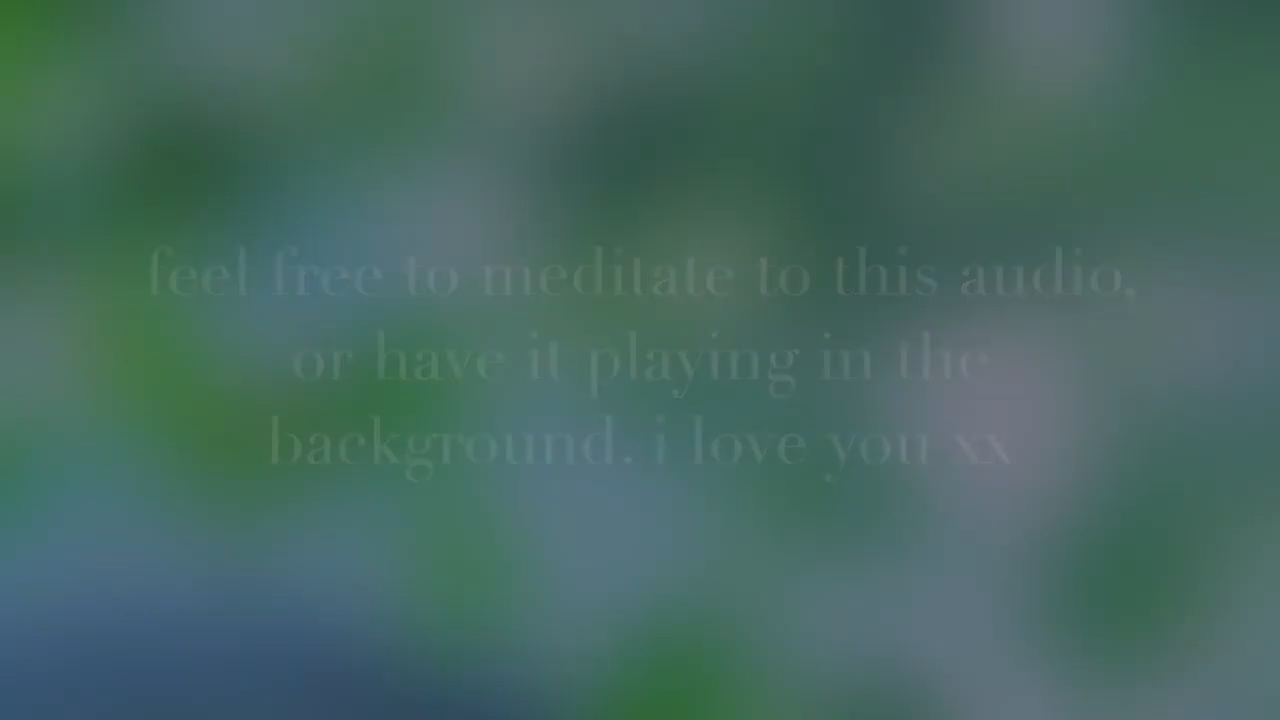 feel free to meditate to this audio,
or have it playing in the
background. i love you xx